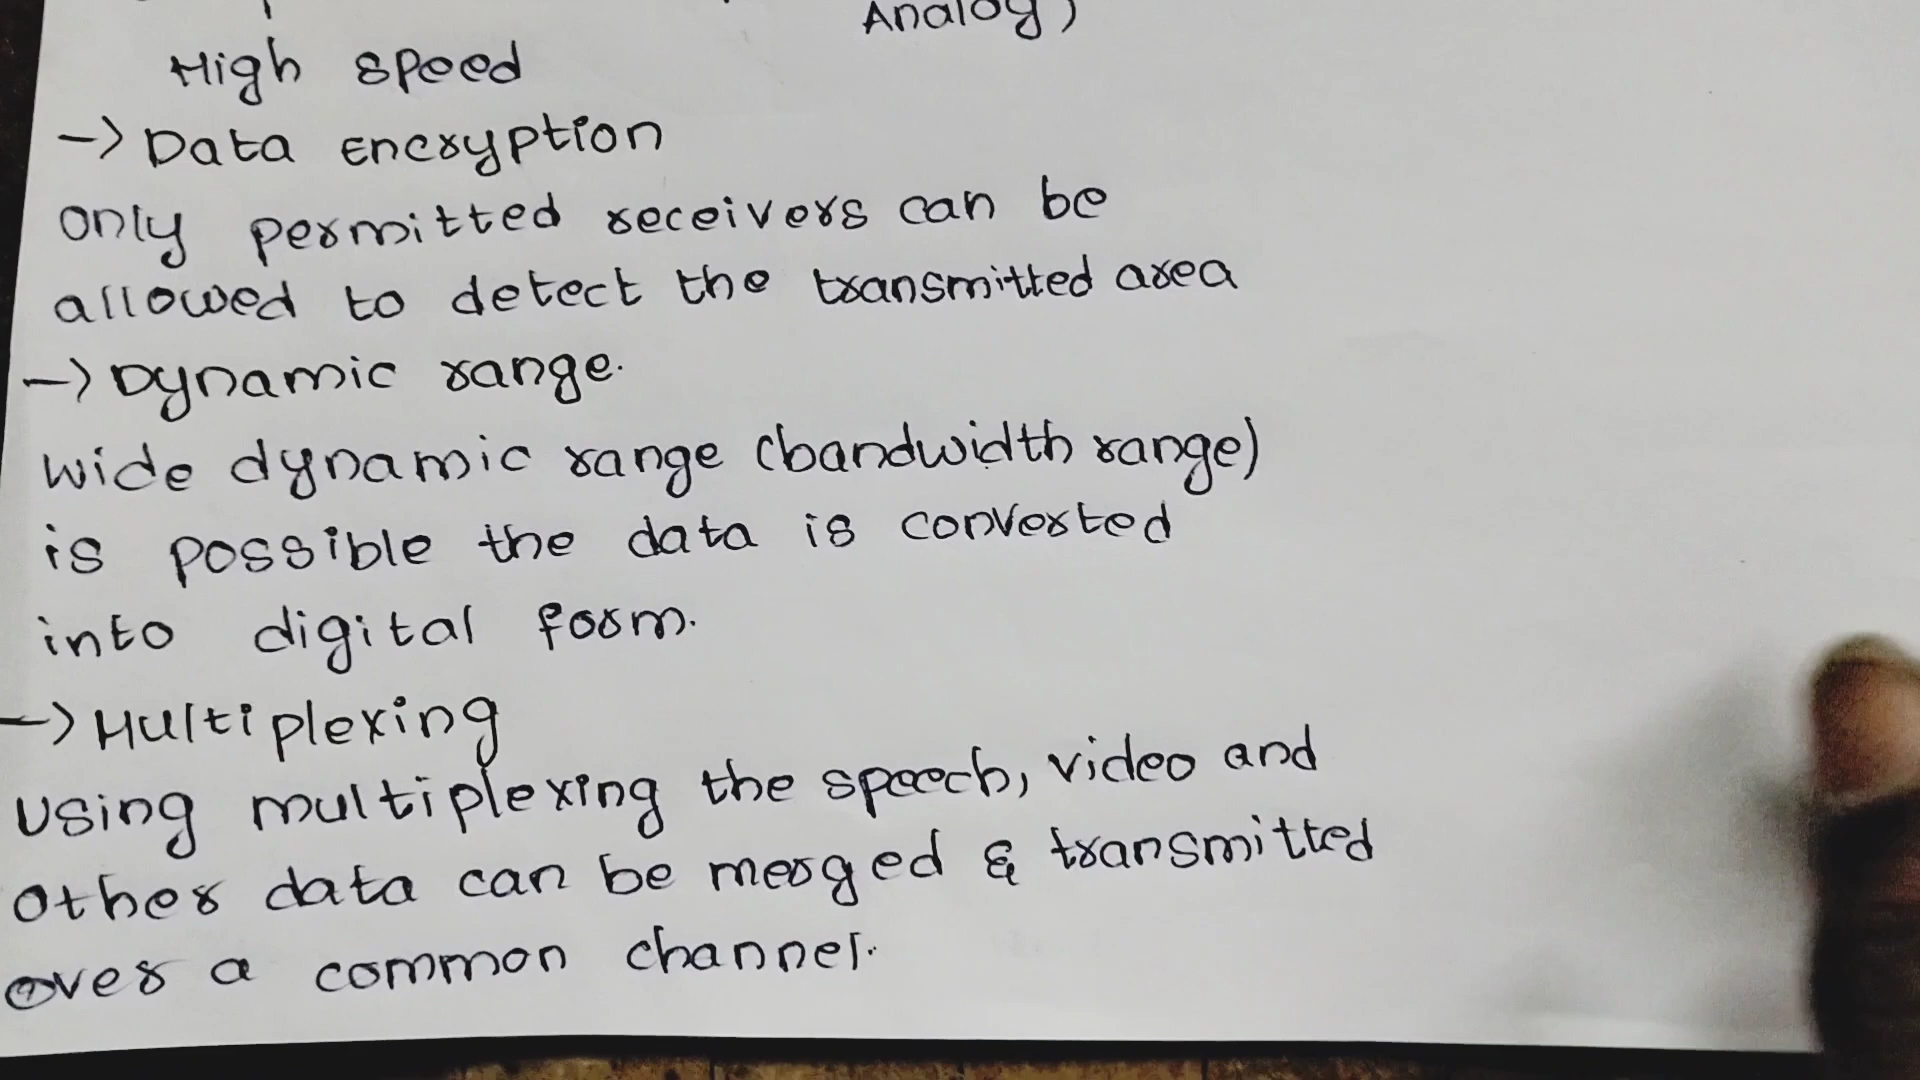 Analog)
High speed
-> Data Encryption
only permitted receivers can be
allowed to detect the transmitted area
-> Dynamic range.
wide dynamic range (bandwidth range)
is possible the data is converted
into digital form.
-> Multiplexing
Using multiplexing the speech, video and
other data can be merged & transmitted
over a common channel.